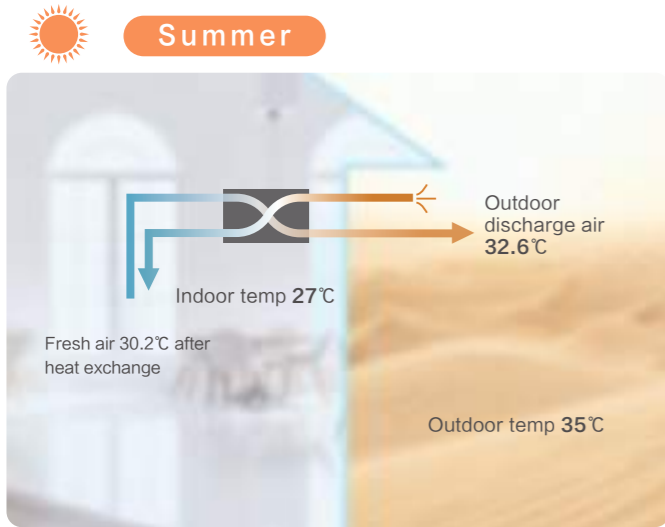 Summer
Outdoor
discharge air
32.6℃
Indoor temp 27℃
Fresh air 30.2℃ after
heat exchange
Outdoor temp 35℃